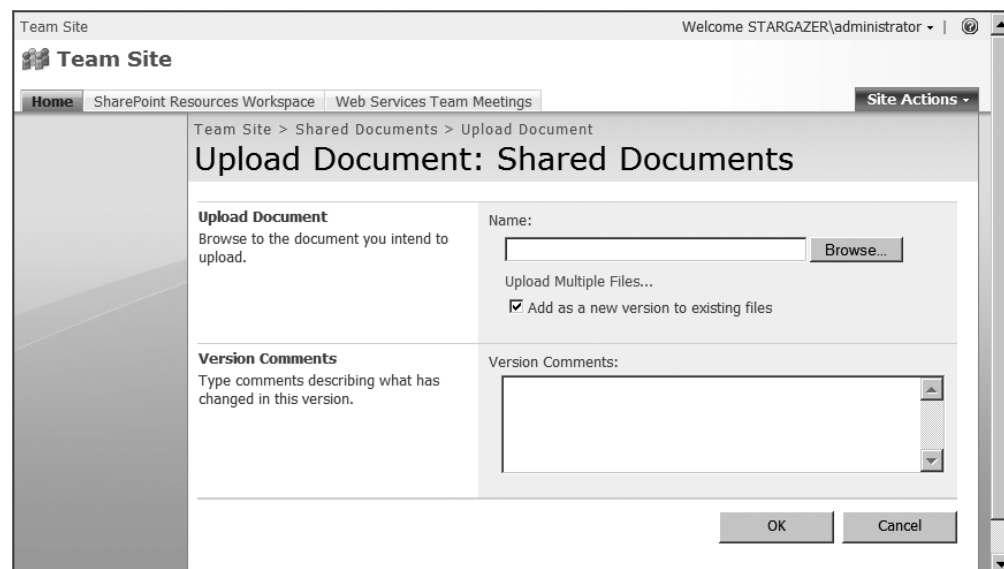 Team Site
Welcome STARGAZER\administrator
|
Team Site
Home
SharePoint Resources Workspace
Web Services Team Meetings
Site Actions
Team Site > Shared Documents > Upload Document
Upload Document: Shared Documents
Upload Document
Browse to the document you intend to
upload.
Name:
Browse...
Upload Multiple Files...
Add as a new version to existing files
Version Comments
Type comments describing what has
changed in this version.
Version Comments:
OK
Cancel